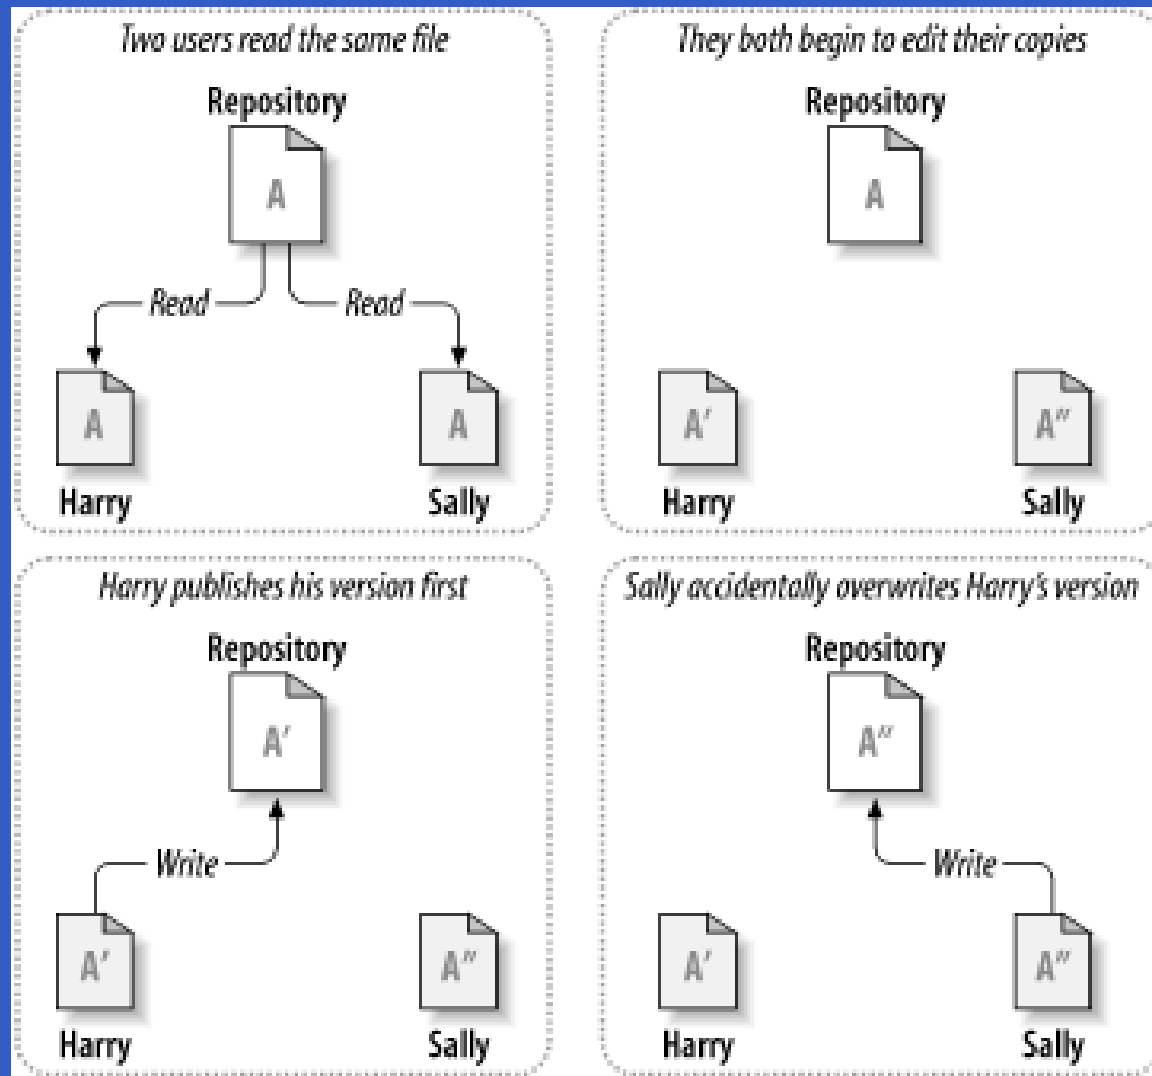 Two users read the same file
Repository
A
Read Read
A A
Harry Sally
They both begin to edit their copies
Repository
A
A′ A″
Harry Sally
Harry publishes his version first
Repository
A′
Write
A′ A″
Harry Sally
Sally accidentally overwrites Harry's version
Repository
A″
Write
A′ A″
Harry Sally